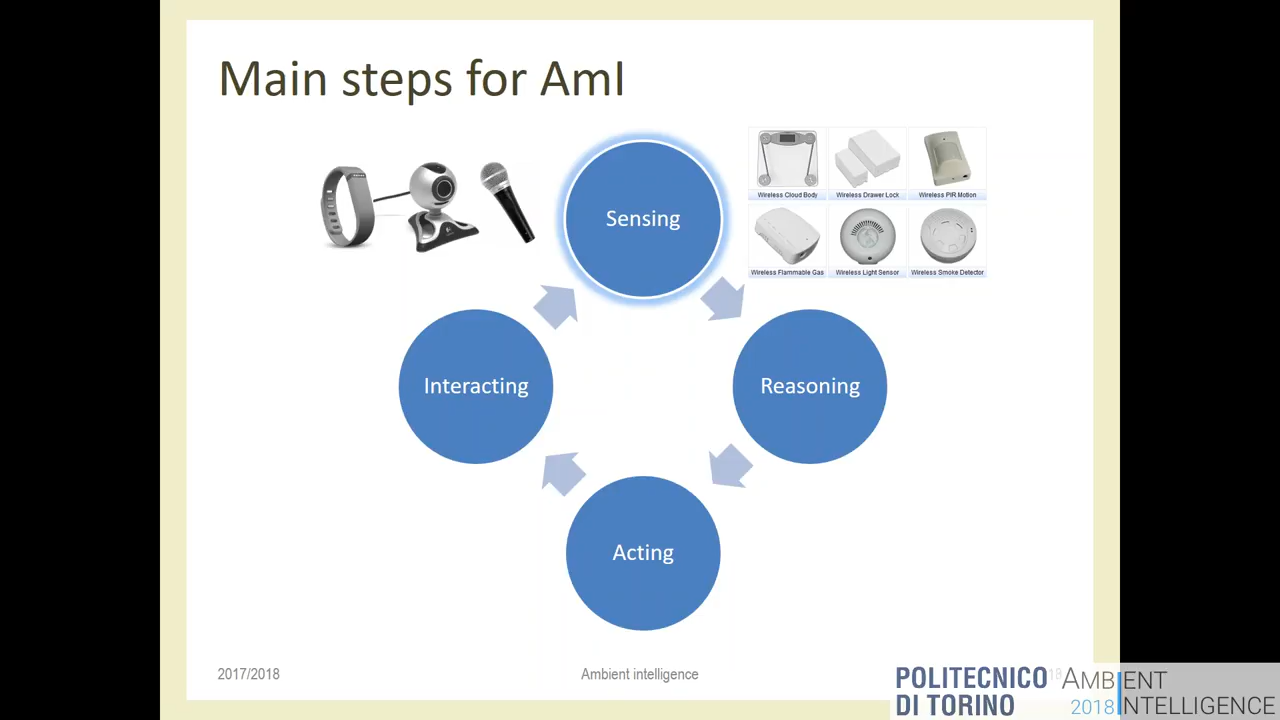 Main steps for AmI
Sensing
Wireless Cloud Body
Wireless Drawer Lock
Wireless PIR Motion
Wireless Flammable Gas
Wireless Light Sensor
Wireless Smoke Detector
Interacting
Reasoning
Acting
2017/2018
Ambient intelligence
18
POLITECNICO
DI TORINO
AMBIENT
2018 INTELLIGENCE